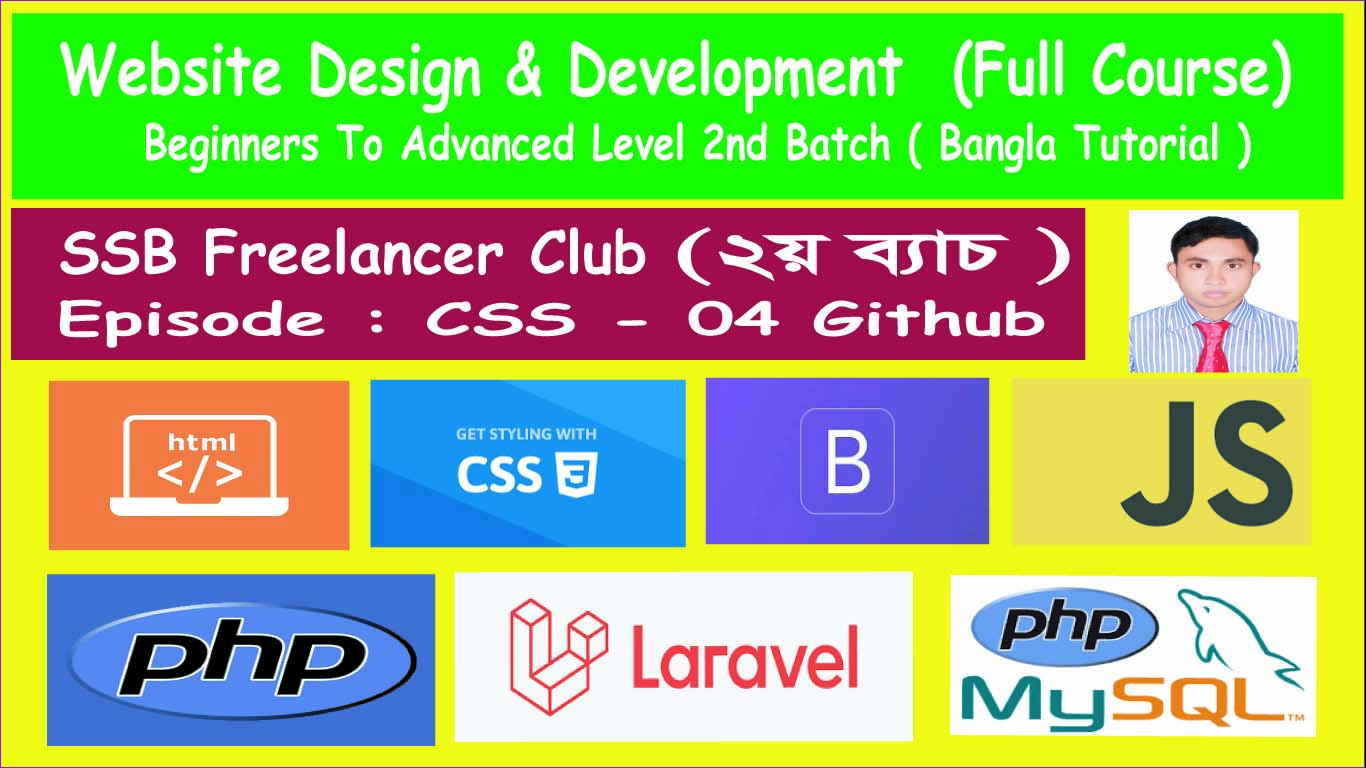 Website Design & Development (Full Course)
Beginners To Advanced Level 2nd Batch ( Bangla Tutorial )
SSB Freelancer Club (২য় ব্যাচ )
Episode : CSS - 04 Github
html
</>
GET STYLING WITH
CSS 3
B
JS
php
Laravel
php
MySQL™